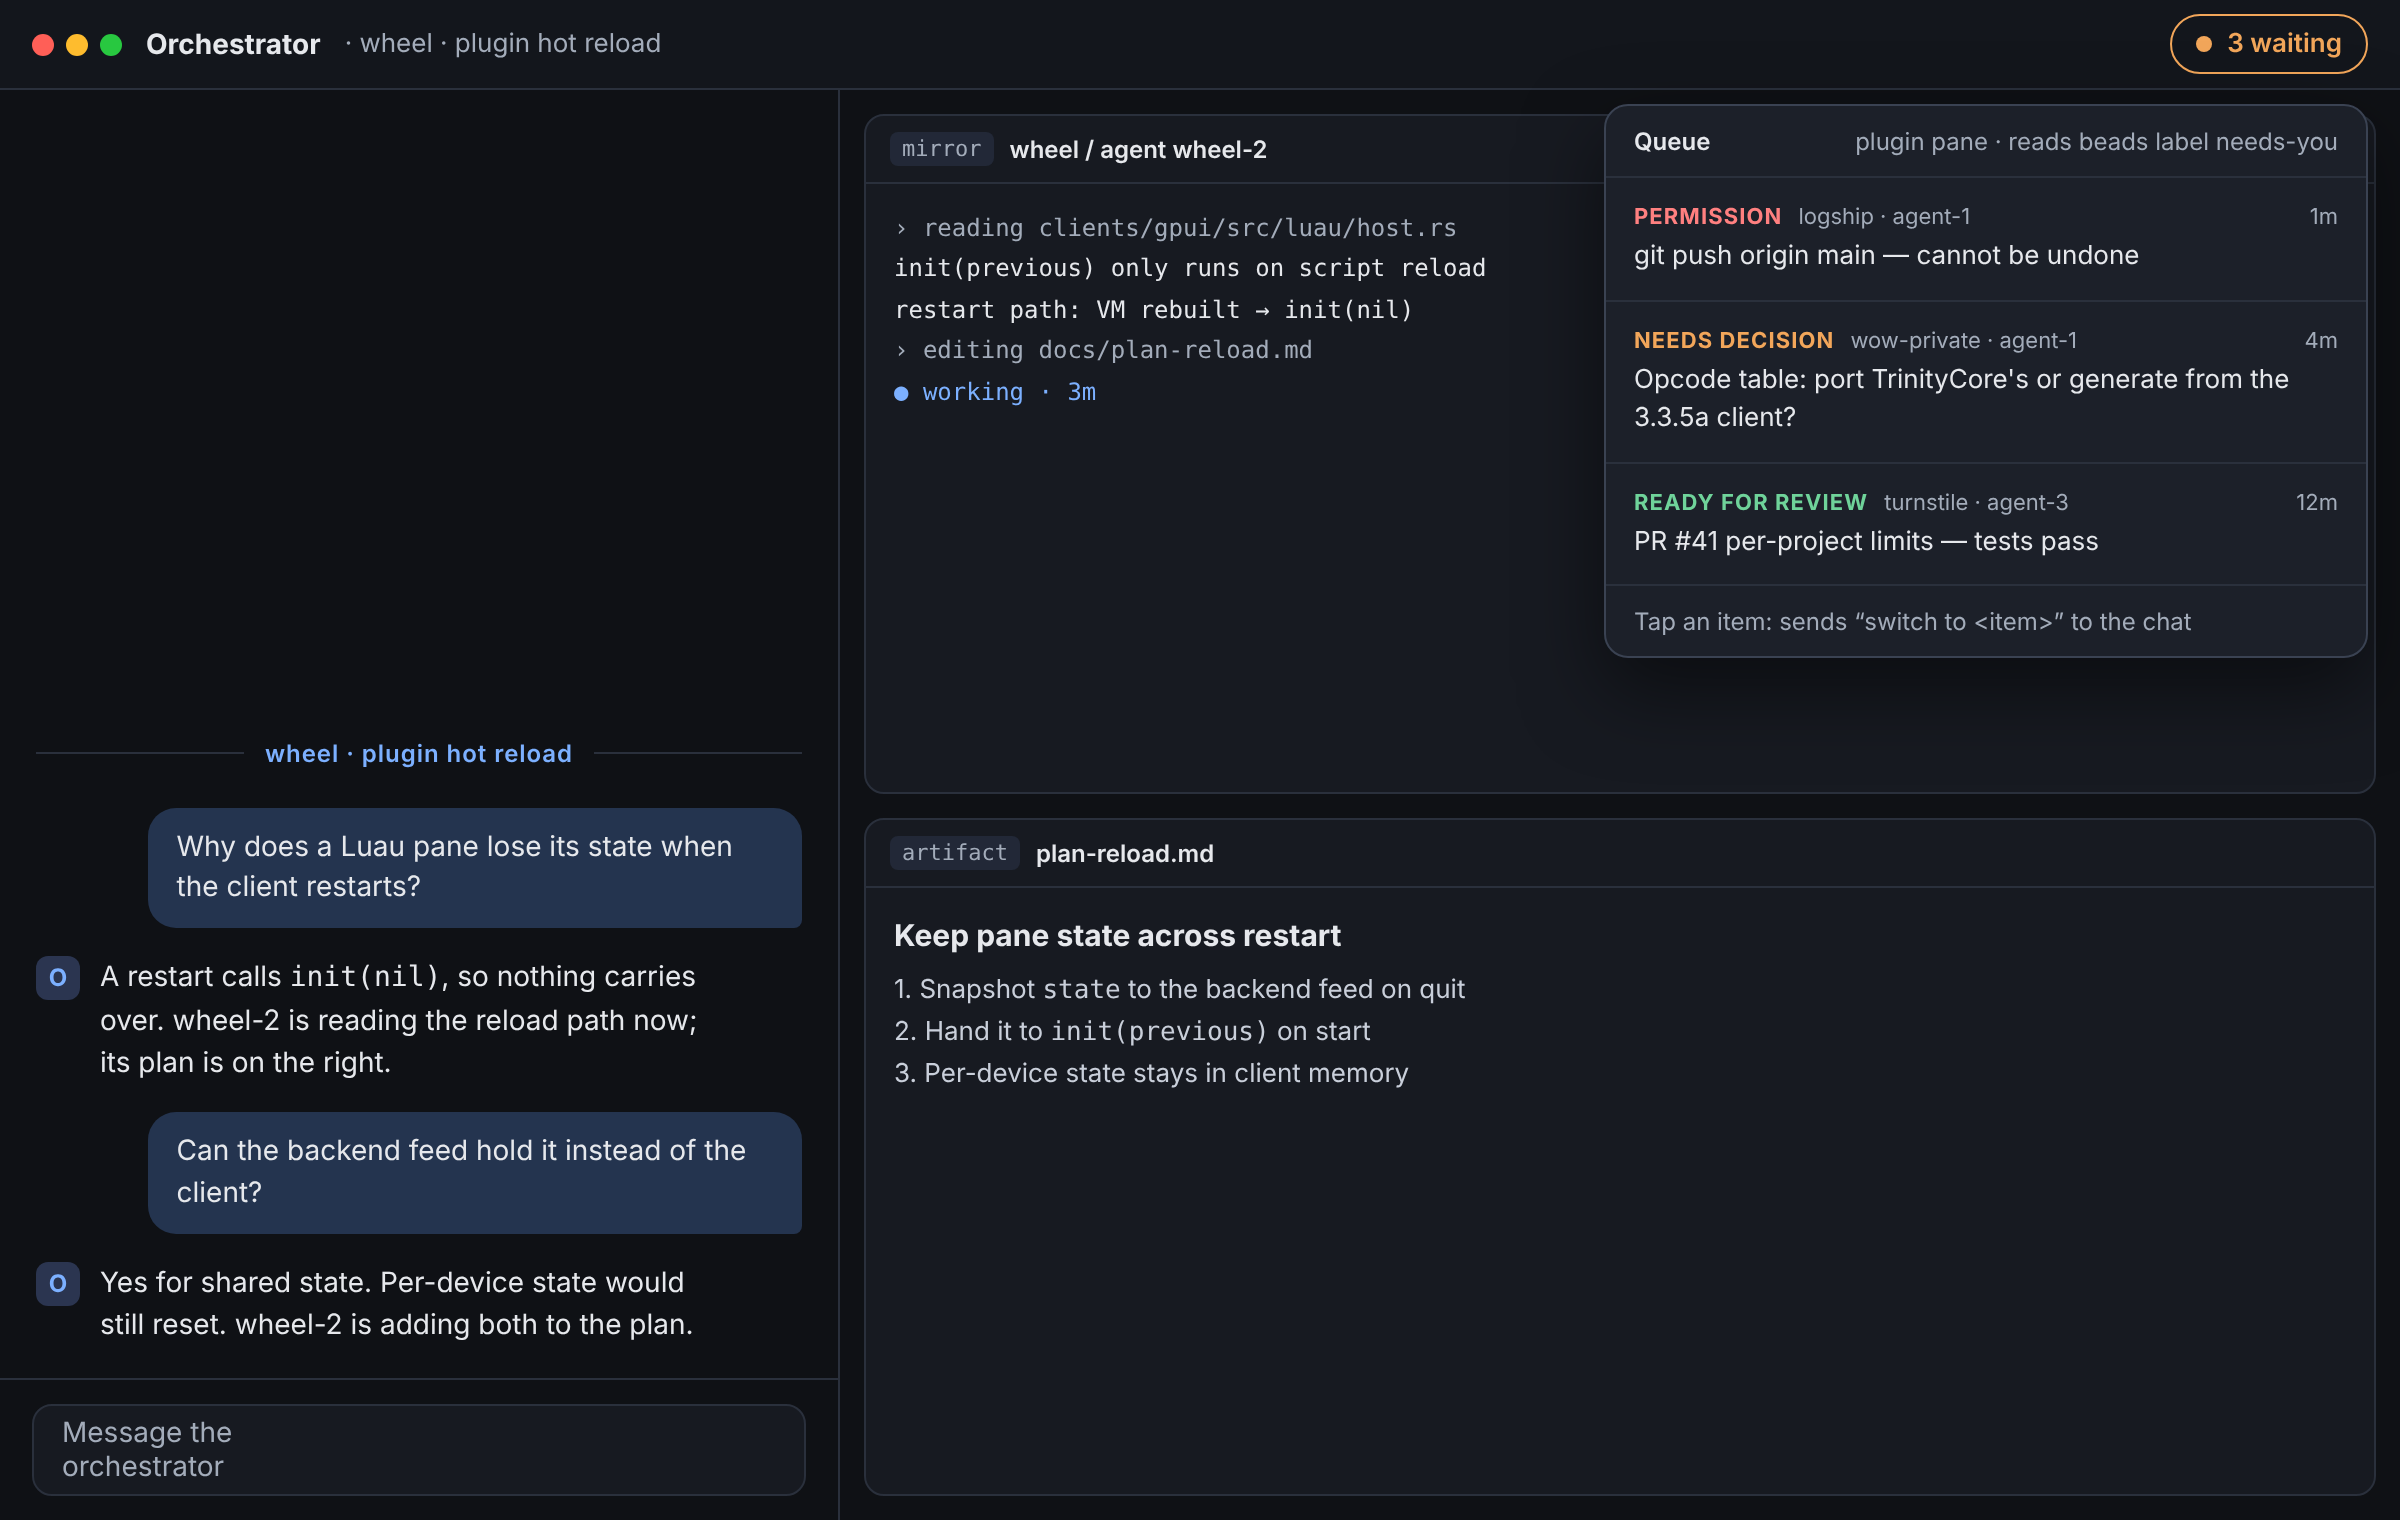 Orchestrator · wheel · plugin hot reload
3 waiting
wheel · plugin hot reload
Why does a Luau pane lose its state when
the client restarts?
O
A restart calls init(nil), so nothing carries
over. wheel-2 is reading the reload path now;
its plan is on the right.
Can the backend feed hold it instead of the
client?
O
Yes for shared state. Per-device state would
still reset. wheel-2 is adding both to the plan.
Message the
orchestrator
mirror wheel / agent wheel-2
› reading clients/gpui/src/luau/host.rs
init(previous) only runs on script reload
restart path: VM rebuilt → init(nil)
› editing docs/plan-reload.md
● working · 3m
Queue plugin pane · reads beads label needs-you
PERMISSION logship · agent-1 1m
git push origin main — cannot be undone
NEEDS DECISION wow-private · agent-1 4m
Opcode table: port TrinityCore's or generate from the
3.3.5a client?
READY FOR REVIEW turnstile · agent-3 12m
PR #41 per-project limits — tests pass
Tap an item: sends “switch to <item>” to the chat
artifact plan-reload.md
Keep pane state across restart
1. Snapshot state to the backend feed on quit
2. Hand it to init(previous) on start
3. Per-device state stays in client memory